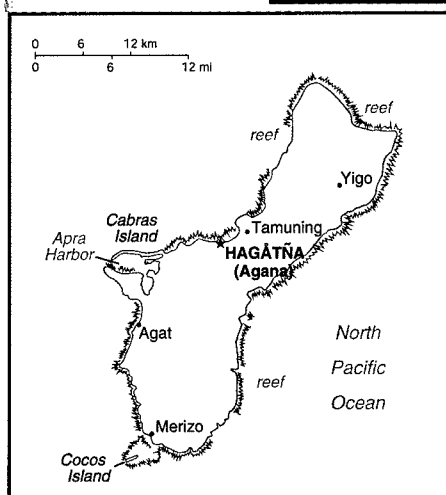 0 6 12 km
0 6 12 mi
reef
reef
Yigo
Cabras
Island
Tamuning
Apra
Harbor
HAGÅTÑA
(Agana)
Agat
North
Pacific
Ocean
reef
Merizo
Cocos
Island